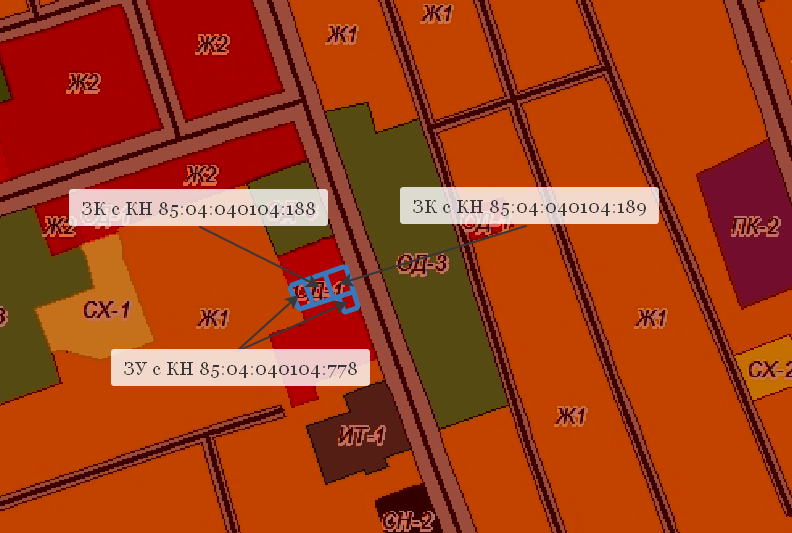 Ж1
Ж1
Ж2
Ж2
Ж2
ЗК с КН 85:04:040104:188
ЗК с КН 85:04:040104:189
Ж2
ПК-2
СД-3
СД-1
СХ-1
Ж1
Ж1
ЗУ с КН 85:04:040104:778
СХ-2
Ж1
ИТ-1
СН-2